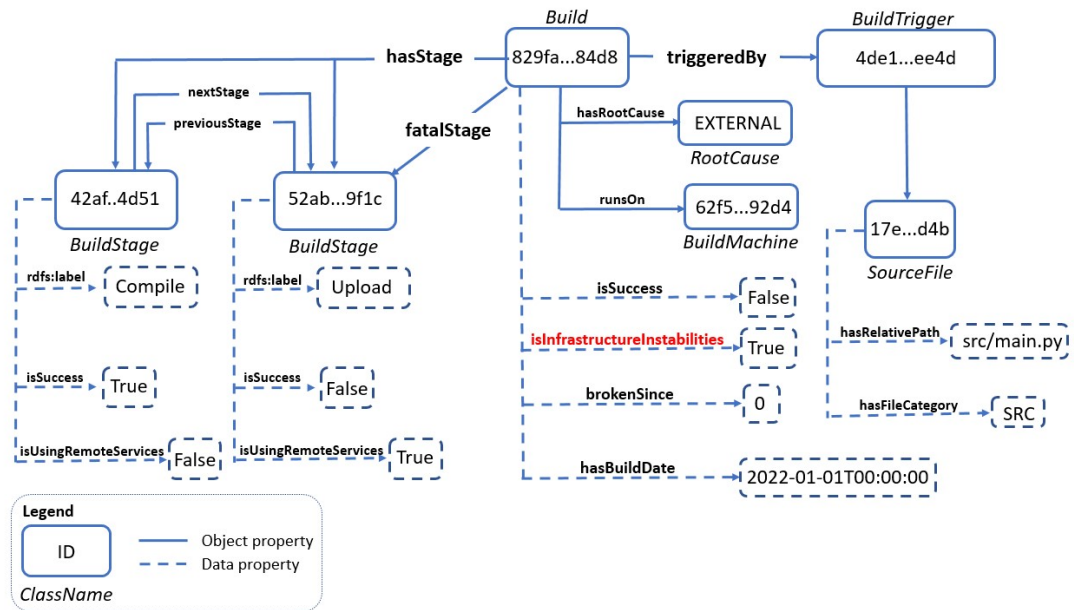 Build
BuildTrigger
hasStage
829fa...84d8
triggeredBy
4de1...ee4d
nextStage
previousStage
fatalStage
hasRootCause
EXTERNAL
RootCause
42af..4d51
52ab...9f1c
runsOn
62f5...92d4
17e...d4b
BuildStage
BuildStage
BuildMachine
SourceFile
rdfs:label
Compile
rdfs:label
Upload
isSuccess
False
isInfrastructureInstabilities
True
hasRelativePath
src/main.py
isSuccess
True
isSuccess
False
brokenSince
0
hasFileCategory
SRC
isUsingRemoteServices
False
isUsingRemoteServices
True
hasBuildDate
2022-01-01T00:00:00
Legend
ID
Object property
Data property
ClassName